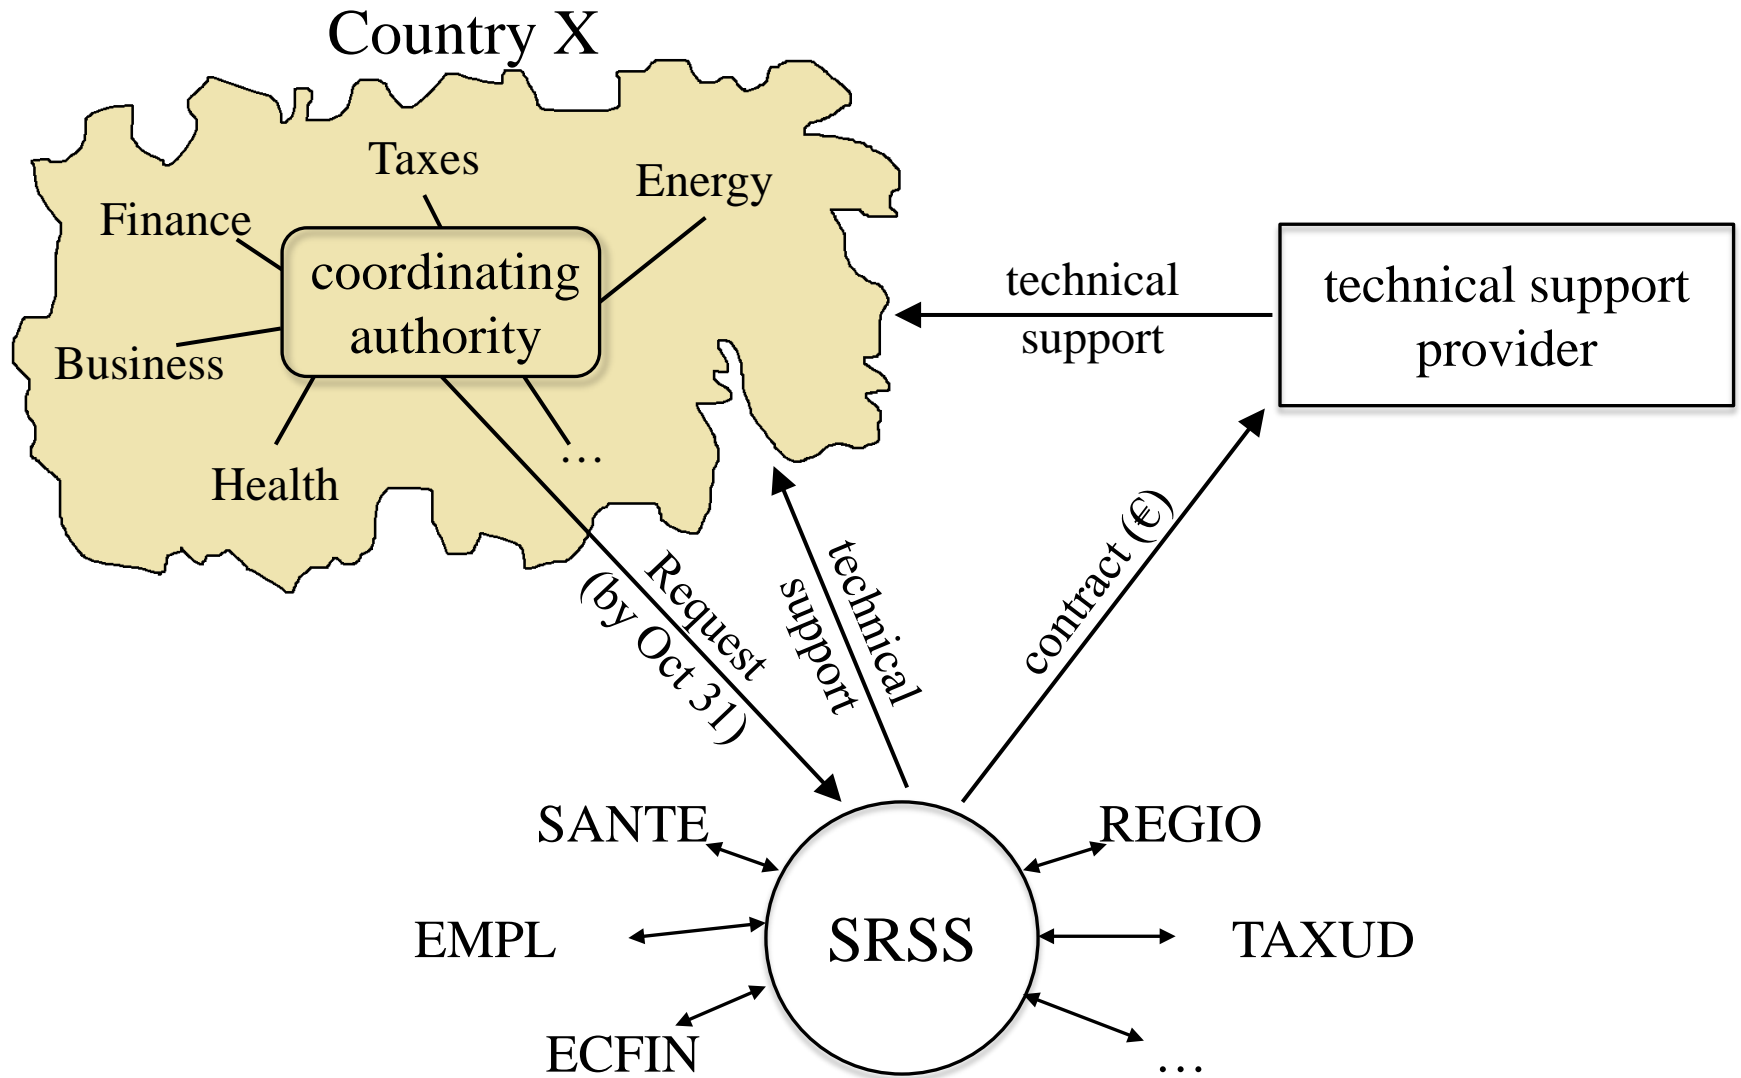 Country X
Taxes
Energy
Finance
coordinating
authority
Business
Health
…
technical
support
technical support
provider
Request
(by Oct 31)
technical
support
contract (€)
SANTE
REGIO
EMPL
SRSS
TAXUD
ECFIN
…